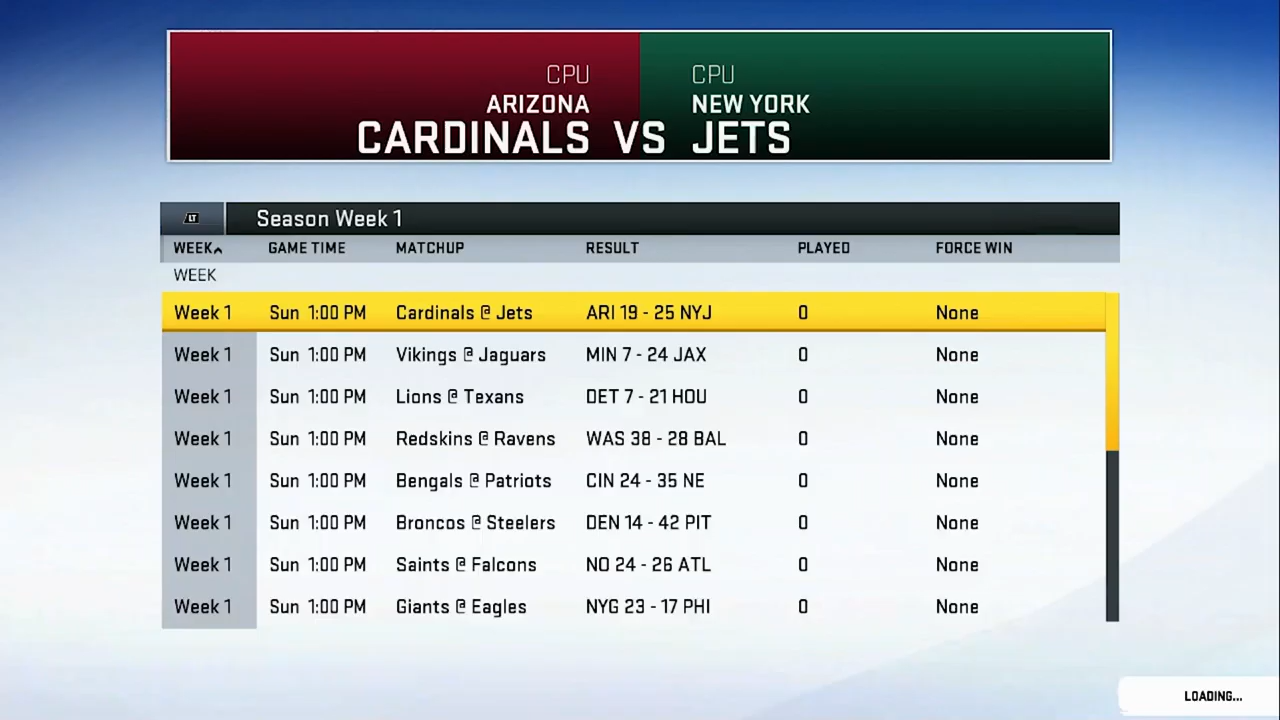 CPU CPU
ARIZONA NEW YORK
CARDINALS VS JETS
LT Season Week 1
WEEK GAME TIME MATCHUP RESULT PLAYED FORCE WIN
WEEK
Week 1 Sun 1:00 PM Cardinals @ Jets ARI 19 - 25 NYJ 0 None
Week 1 Sun 1:00 PM Vikings @ Jaguars MIN 7 - 24 JAX 0 None
Week 1 Sun 1:00 PM Lions @ Texans DET 7 - 21 HOU 0 None
Week 1 Sun 1:00 PM Redskins @ Ravens WAS 38 - 28 BAL 0 None
Week 1 Sun 1:00 PM Bengals @ Patriots CIN 24 - 35 NE 0 None
Week 1 Sun 1:00 PM Broncos @ Steelers DEN 14 - 42 PIT 0 None
Week 1 Sun 1:00 PM Saints @ Falcons NO 24 - 26 ATL 0 None
Week 1 Sun 1:00 PM Giants @ Eagles NYG 23 - 17 PHI 0 None
LOADING...